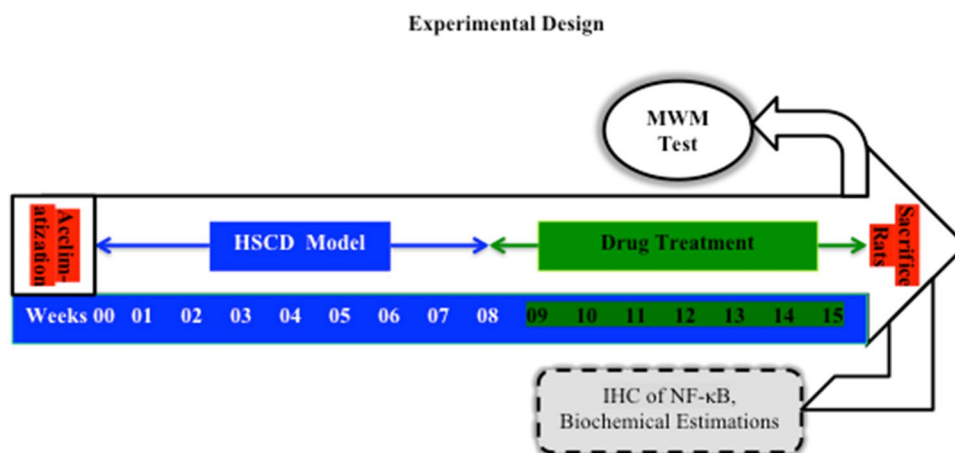 Experimental Design
MWM
Test
Acclim-
atization
HSCD Model
Drug Treatment
Sacrifice
Rats
Weeks 00 01 02 03 04 05 06 07 08 09 10 11 12 13 14 15
IHC of NF-κB,
Biochemical Estimations